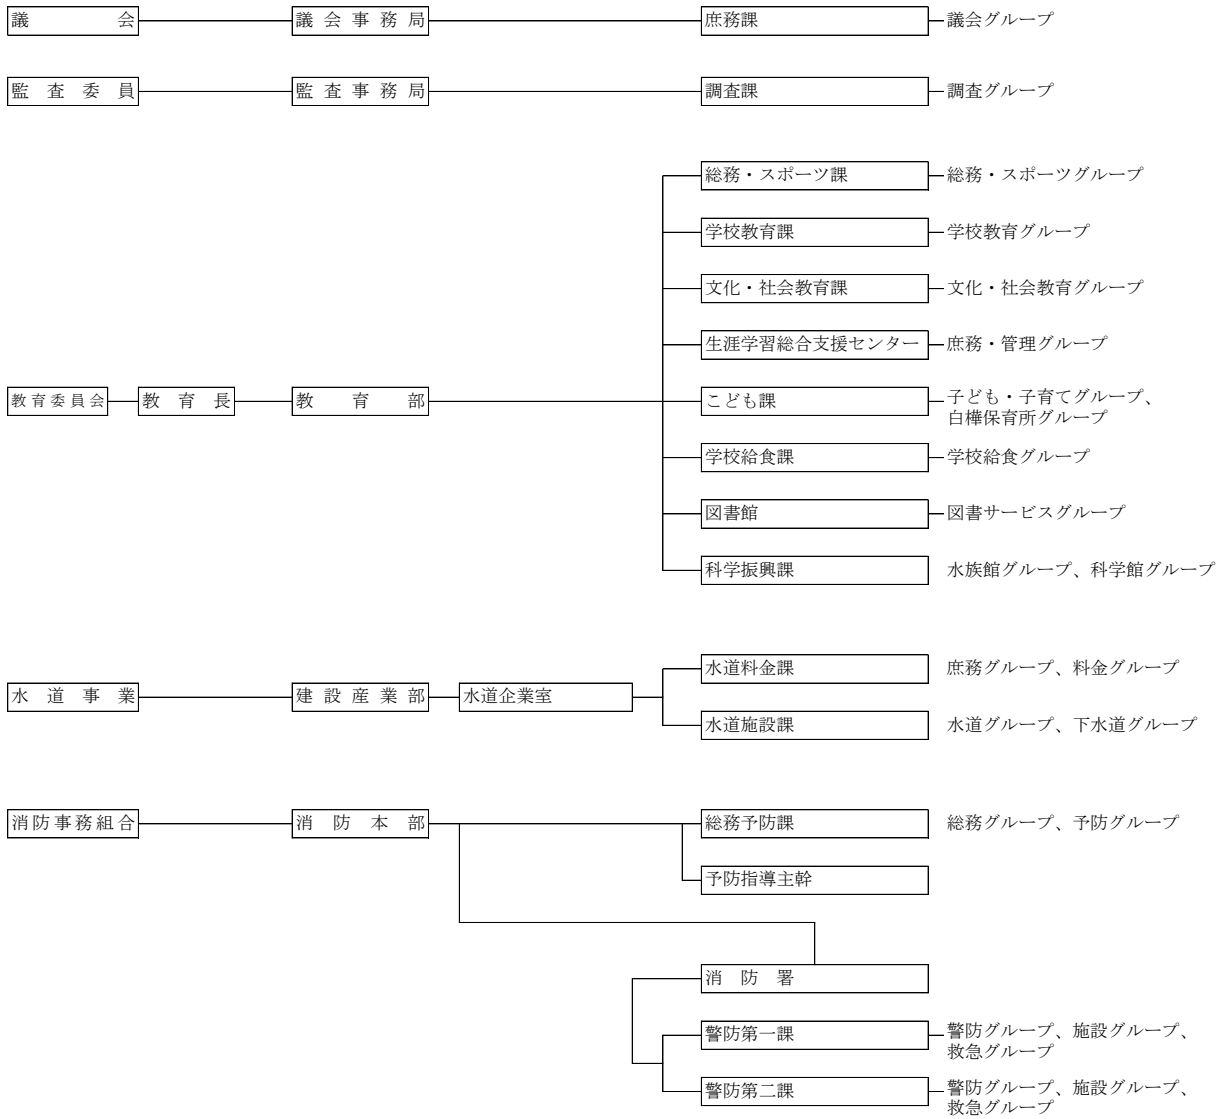 議会 議会事務局 庶務課 議会グループ
監査委員 監査事務局 調査課 調査グループ
総務・スポーツ課 総務・スポーツグループ
学校教育課 学校教育グループ
文化・社会教育課 文化・社会教育グループ
生涯学習総合支援センター 庶務・管理グループ
教育委員会 教育長 教育部 こども課 子ども・子育てグループ、
白樺保育所グループ
学校給食課 学校給食グループ
図書館 図書サービスグループ
科学振興課 水族館グループ、科学館グループ
水道料金課 庶務グループ、料金グループ
水道事業 建設産業部 水道企業室
水道施設課 水道グループ、下水道グループ
消防事務組合 消防本部 総務予防課 総務グループ、予防グループ
予防指導主幹
消防署
警防第一課 警防グループ、施設グループ、
救急グループ
警防第二課 警防グループ、施設グループ、
救急グループ